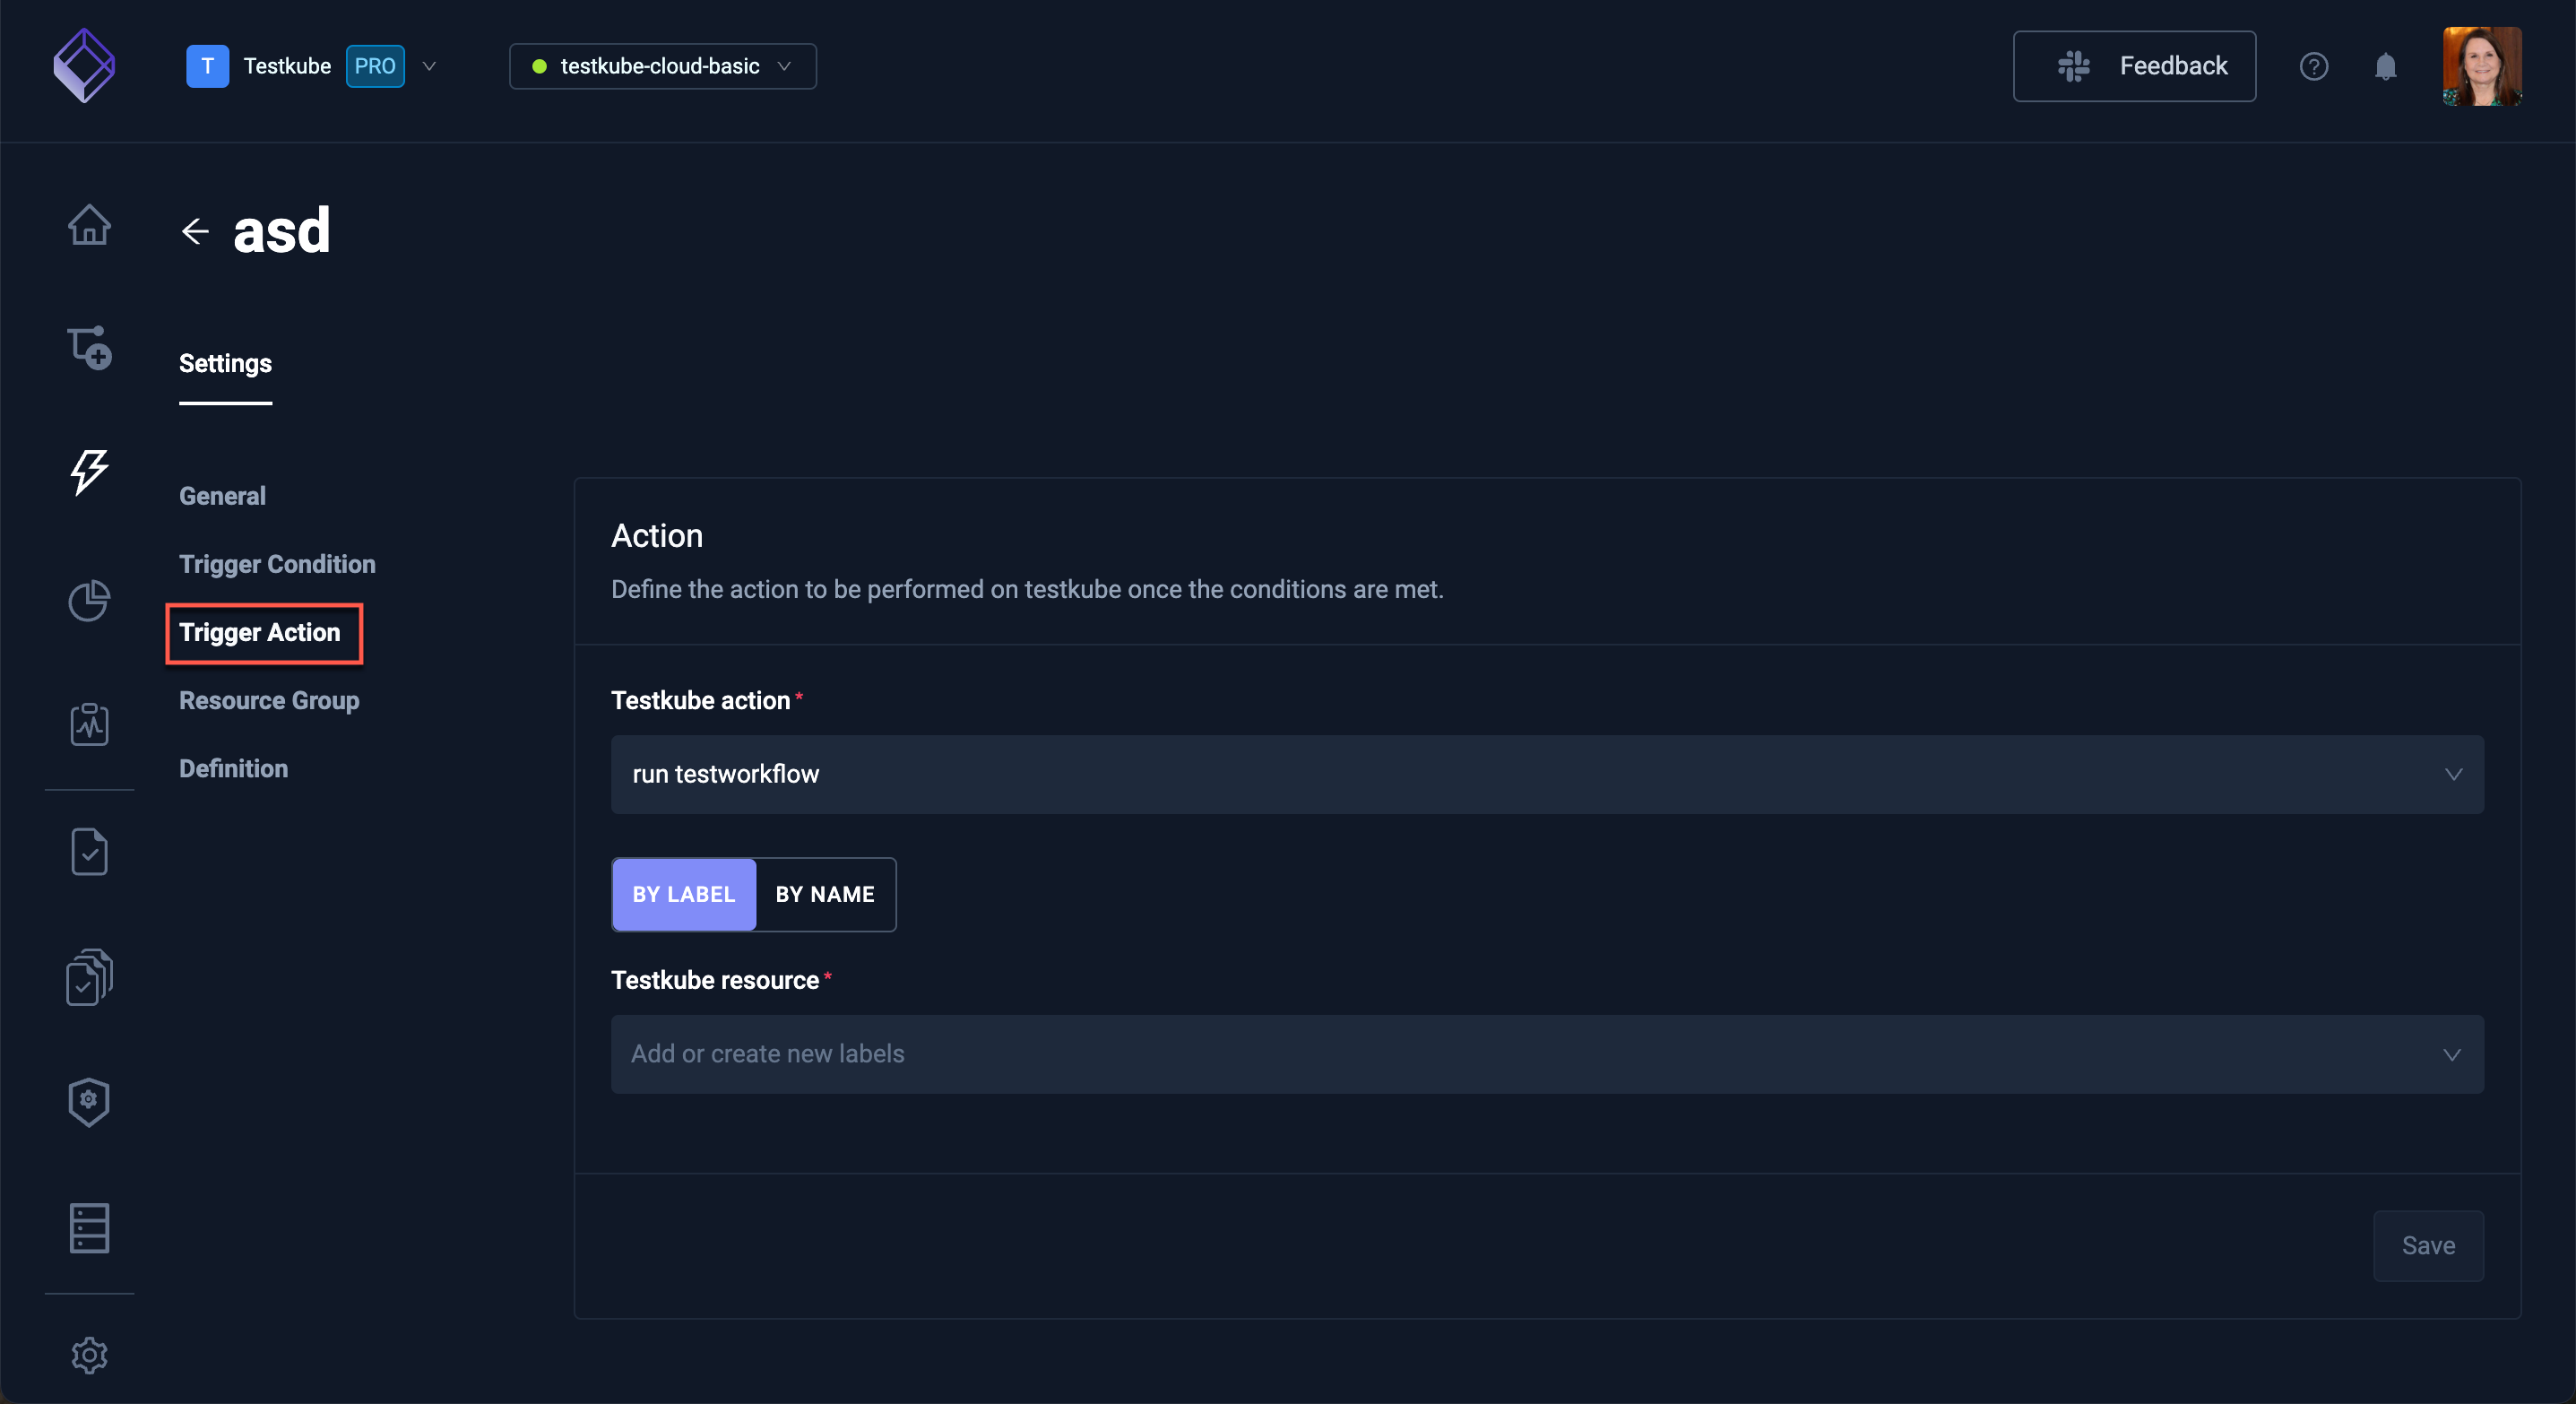 T Testkube PRO testkube-cloud-basic Feedback
asd
Settings
General
Trigger Condition
Trigger Action
Resource Group
Definition
Action
Define the action to be performed on testkube once the conditions are met.
Testkube action *
run testworkflow
BY LABEL BY NAME
Testkube resource *
Add or create new labels
Save